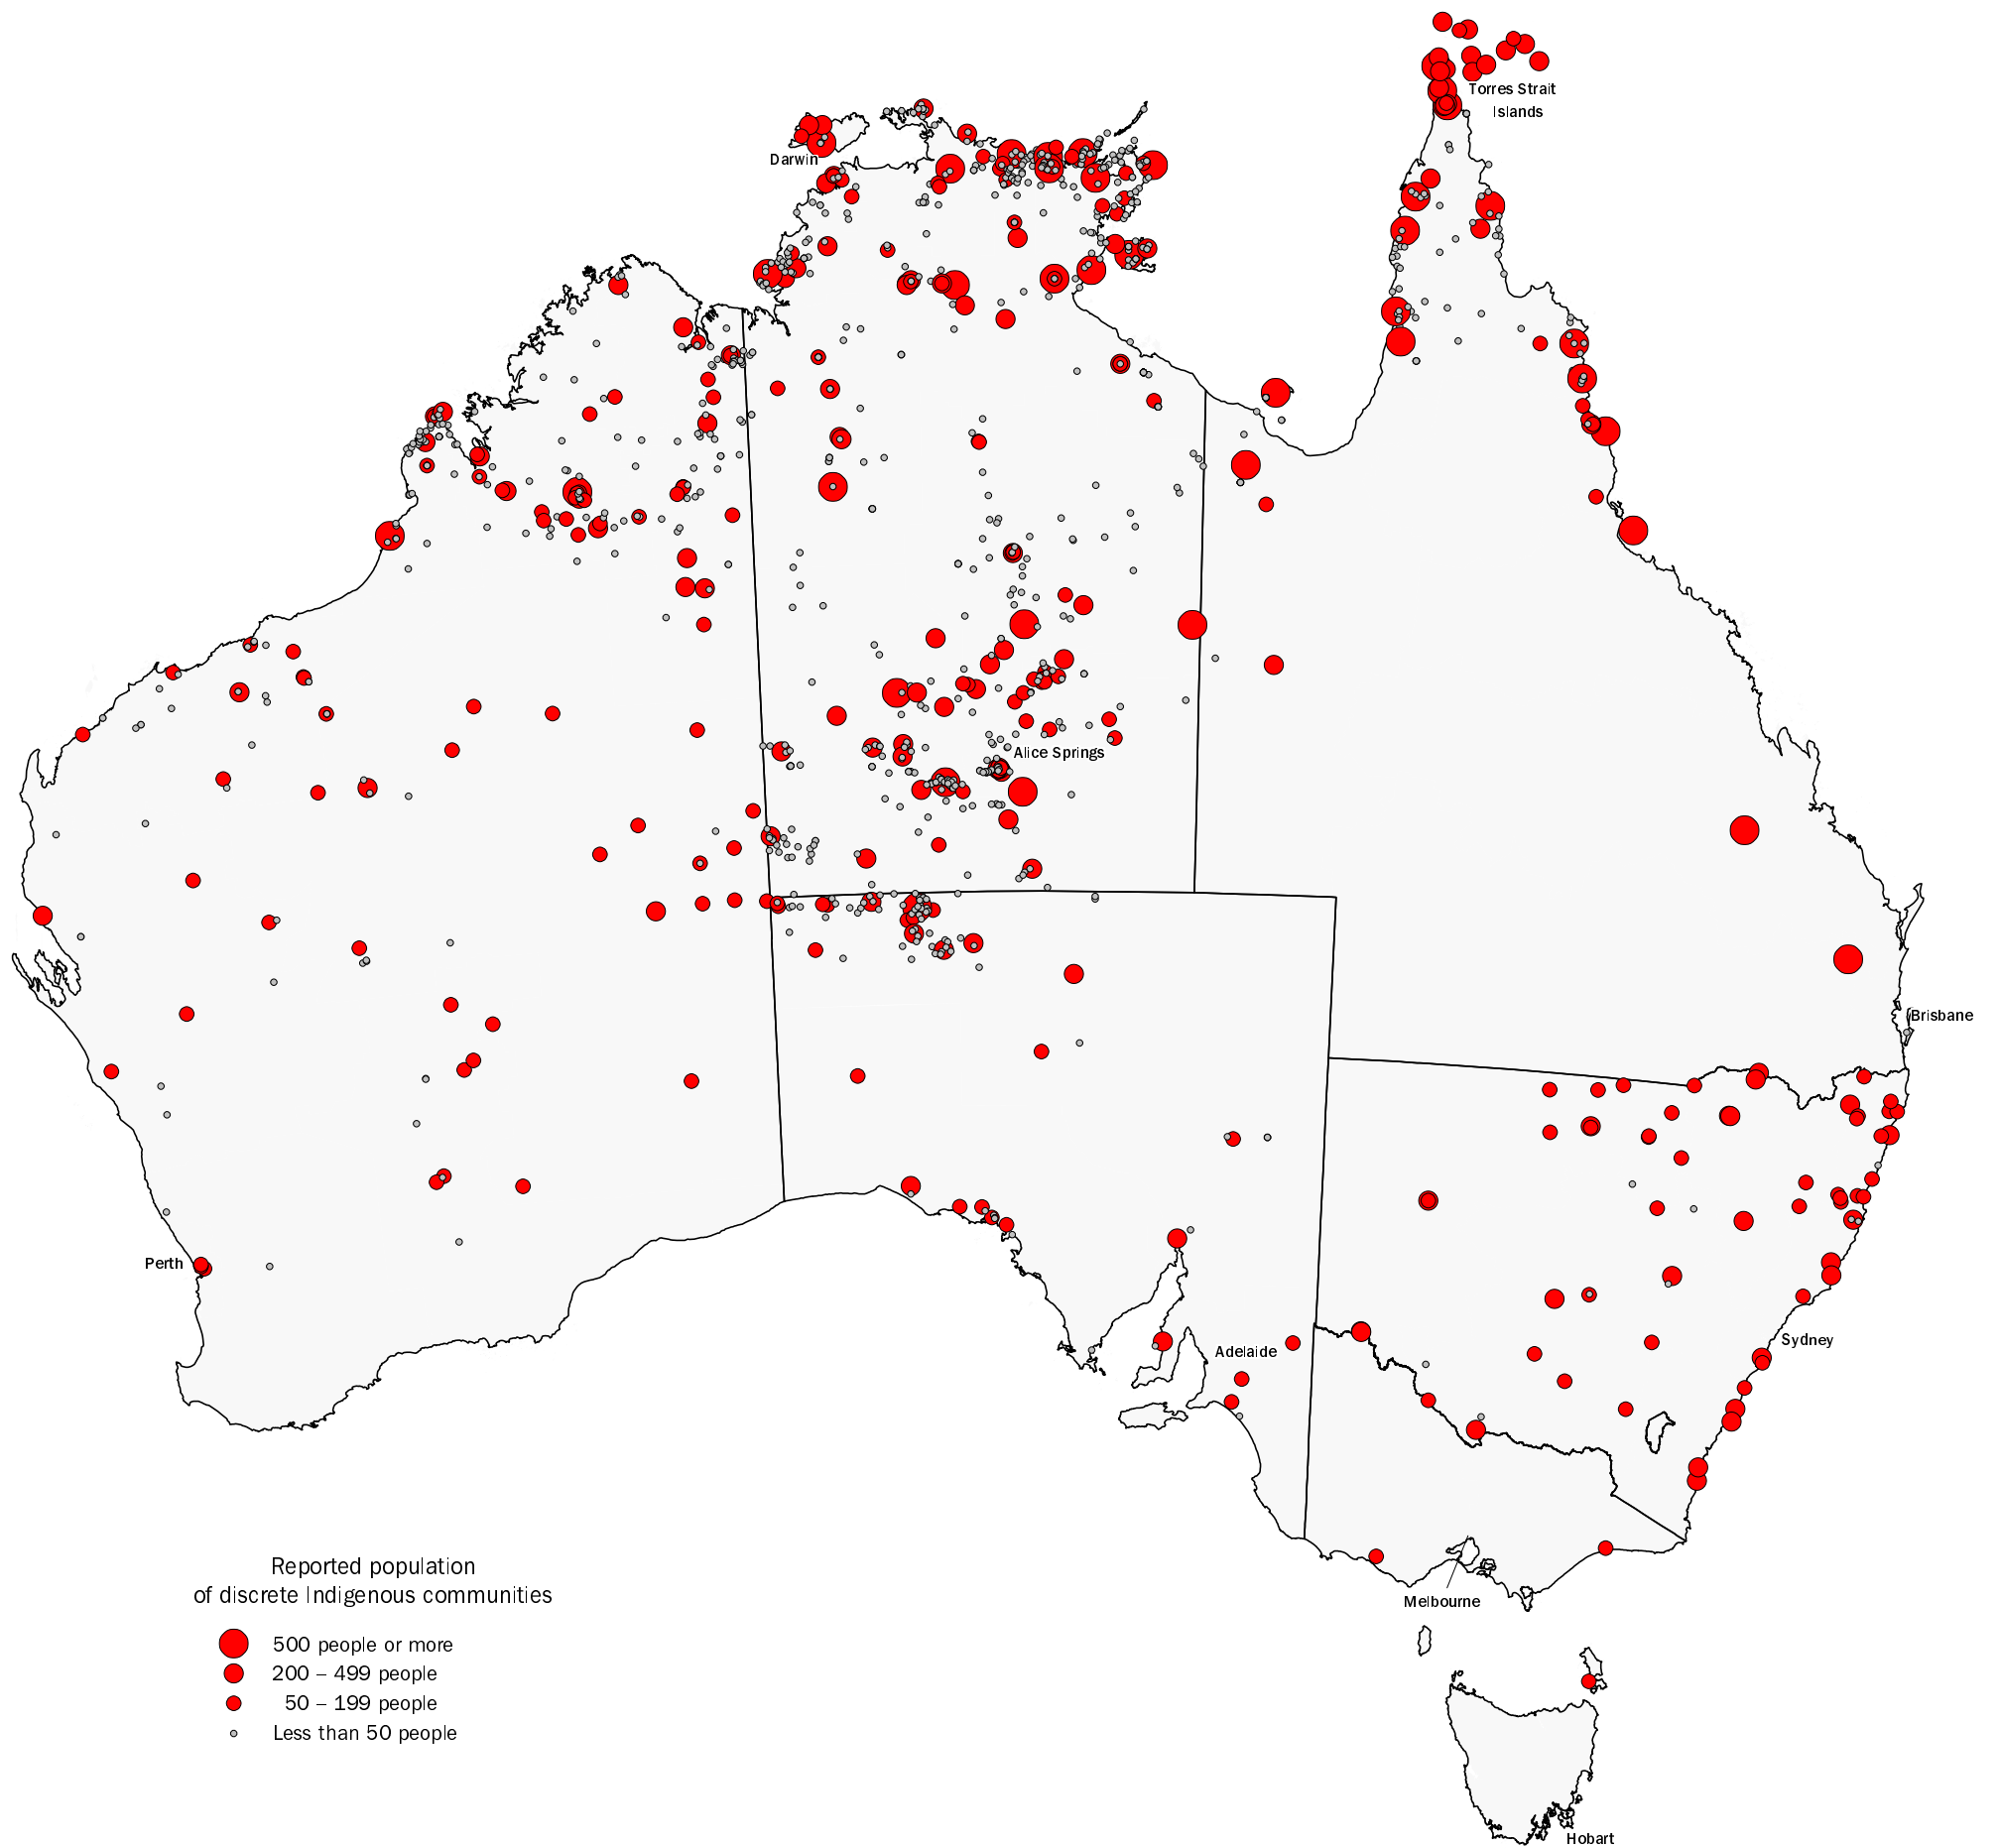 Torres Strait
Islands
Darwin
Alice Springs
Brisbane
Perth
Sydney
Adelaide
Melbourne
Hobart
Reported population
of discrete Indigenous communities
500 people or more
200 – 499 people
50 – 199 people
Less than 50 people